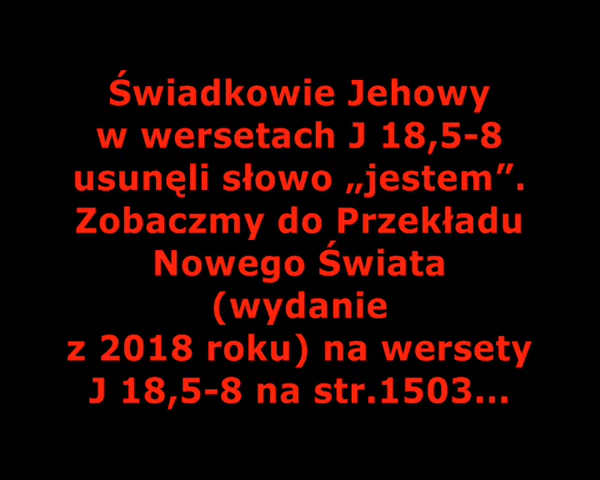 Świadkowie Jehowy
w wersetach J 18,5-8
usunęli słowo „jestem”.
Zobaczmy do Przekładu
Nowego Świata
(wydanie
z 2018 roku) na wersety
J 18,5-8 na str.1503...